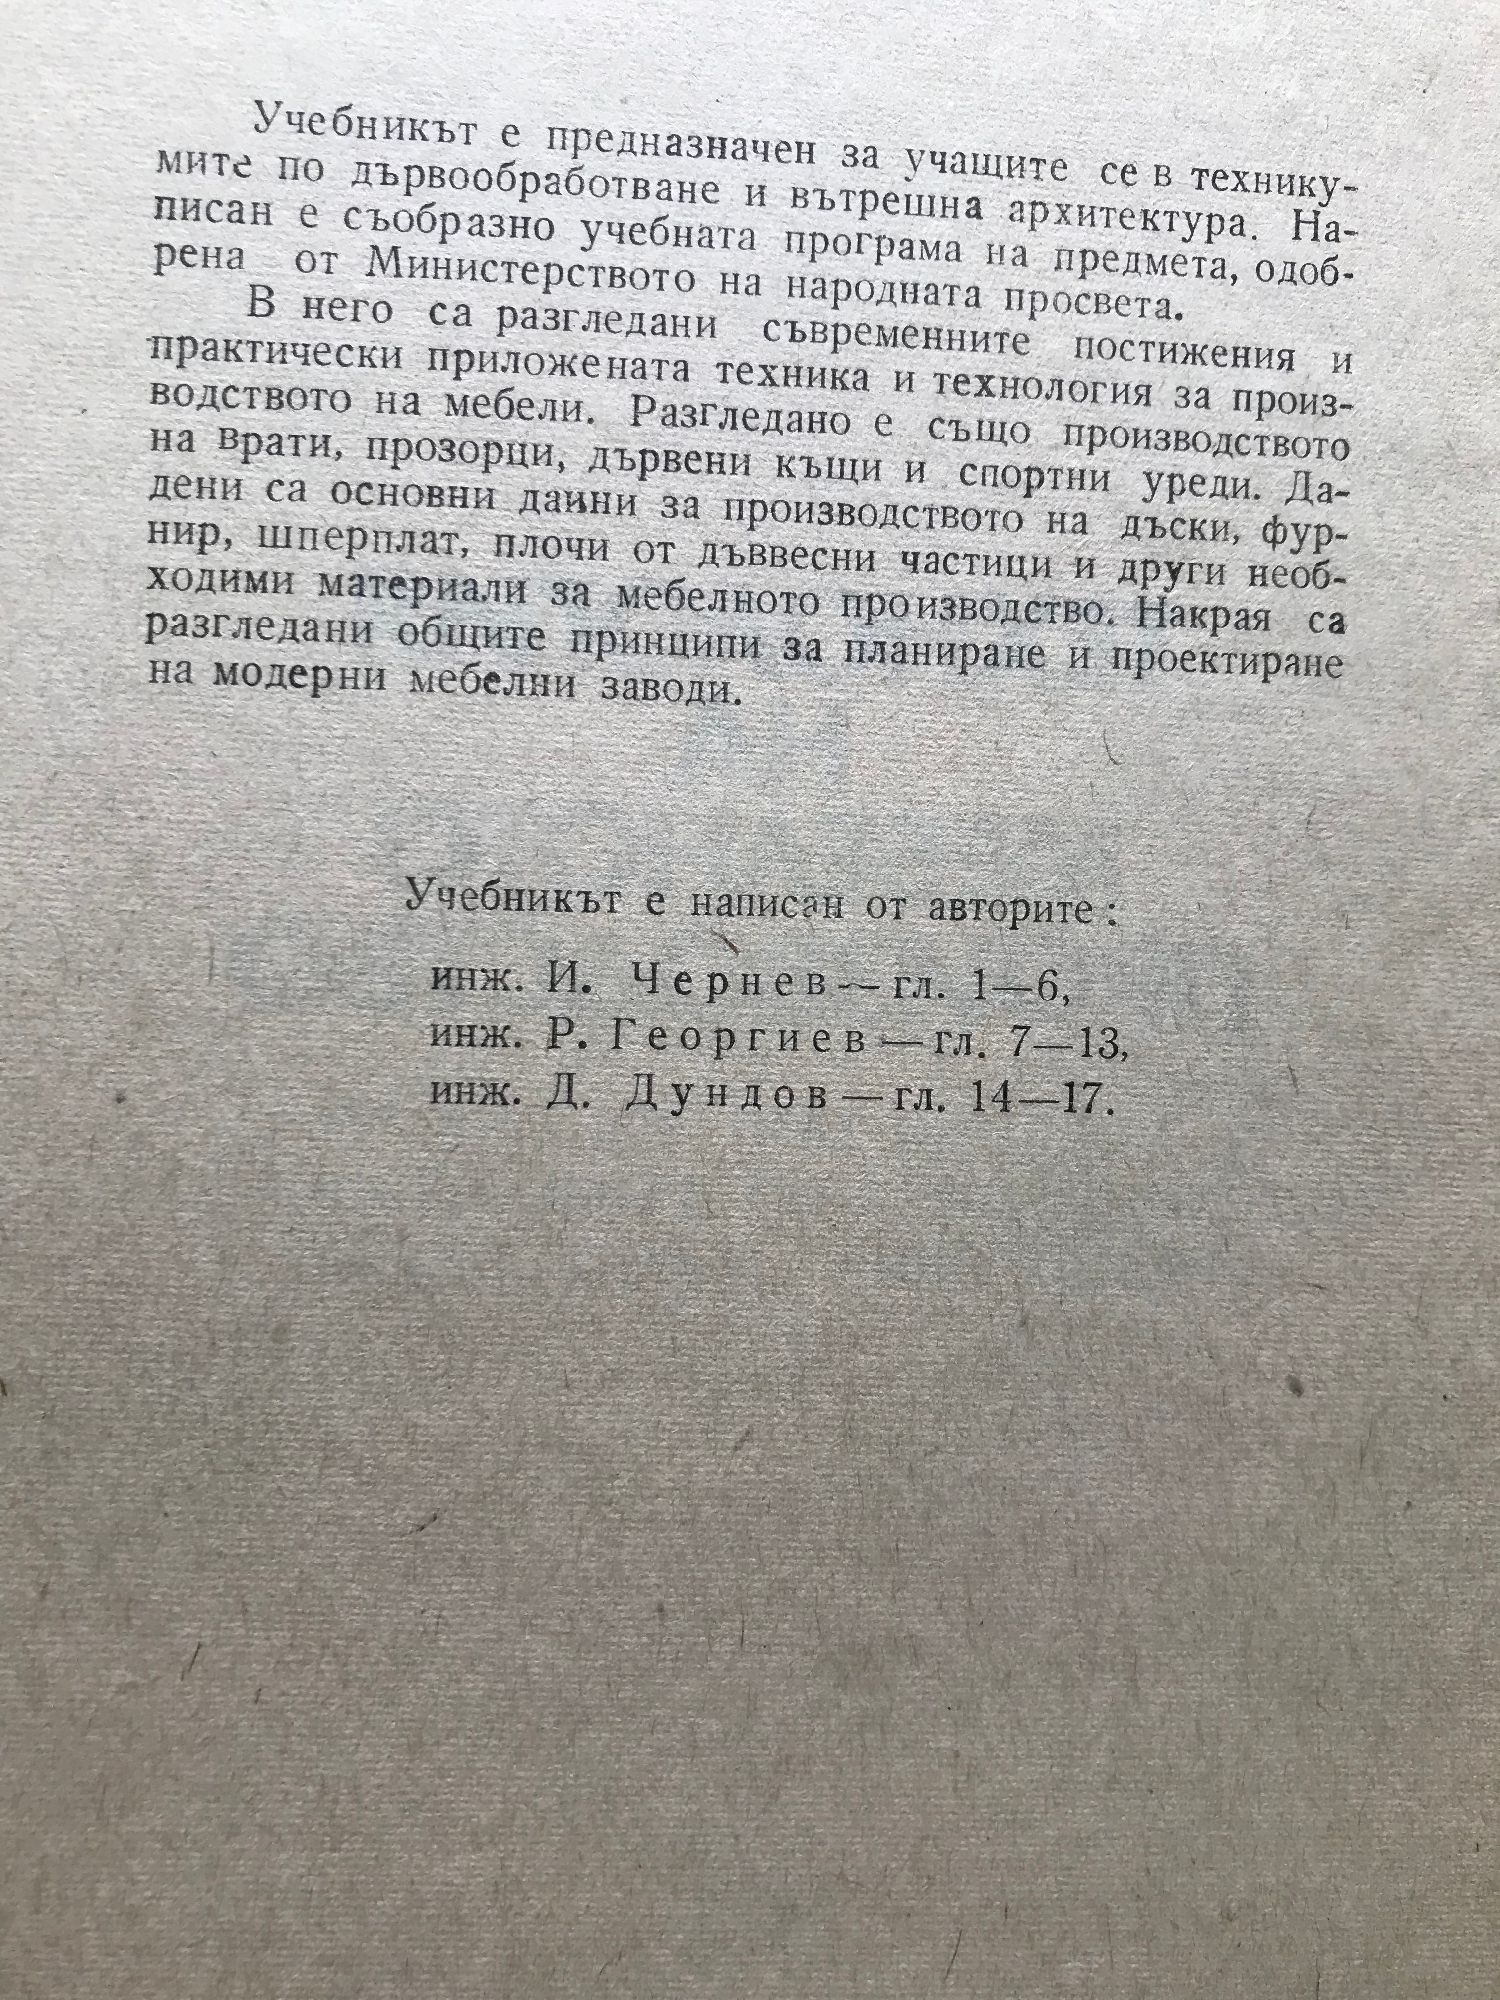 Учебникът е предназначен за учащите се в technику-
мите по дървообработване и вътрешна архитектура. На-
писан е съобразно учебната програма на предмета, одоб-
рена от Министерството на народната просвета.
В него са разгледани съвременните постижения и
практически приложената техника и технология за произ-
водството на мебели. Разгледано е също производството
на врати, прозорци, дървени къщи и спортни уреди. Да-
дени са основни данни за производството на дъски, фур-
нир, шперплат, плочи от дъввесни частици и други необ-
ходими материали за мебелното производство. Накрая са
разгледани общите принципи за планиране и проектиране
на модерни мебелни заводи.
Учебникът е написан от авторите:
инж. И. Чернев — гл. 1—6,
инж. Р. Георгиев — гл. 7—13,
инж. Д. Дундов — гл. 14—17.